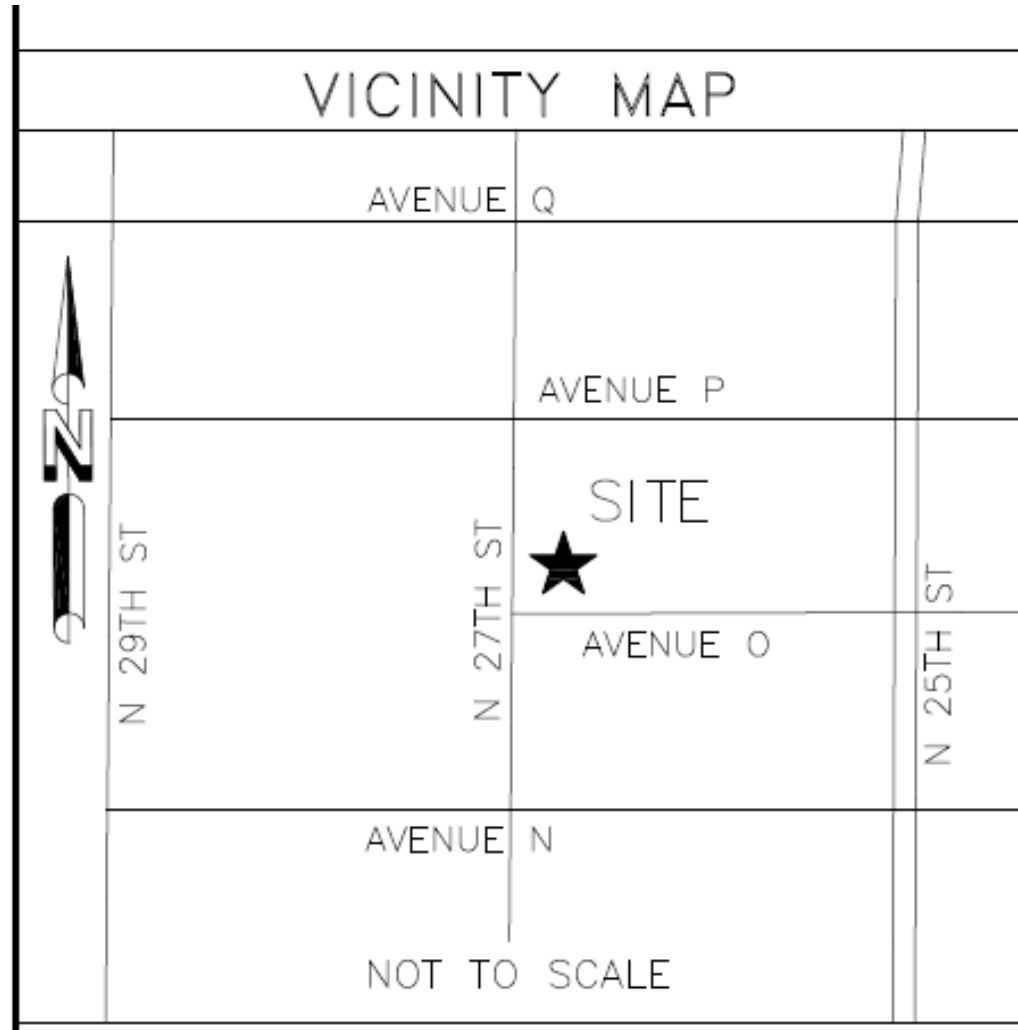 VICINITY MAP
AVENUE Q
N
AVENUE P
SITE
N 29TH ST
N 27TH ST
N 25TH ST
AVENUE O
AVENUE N
NOT TO SCALE